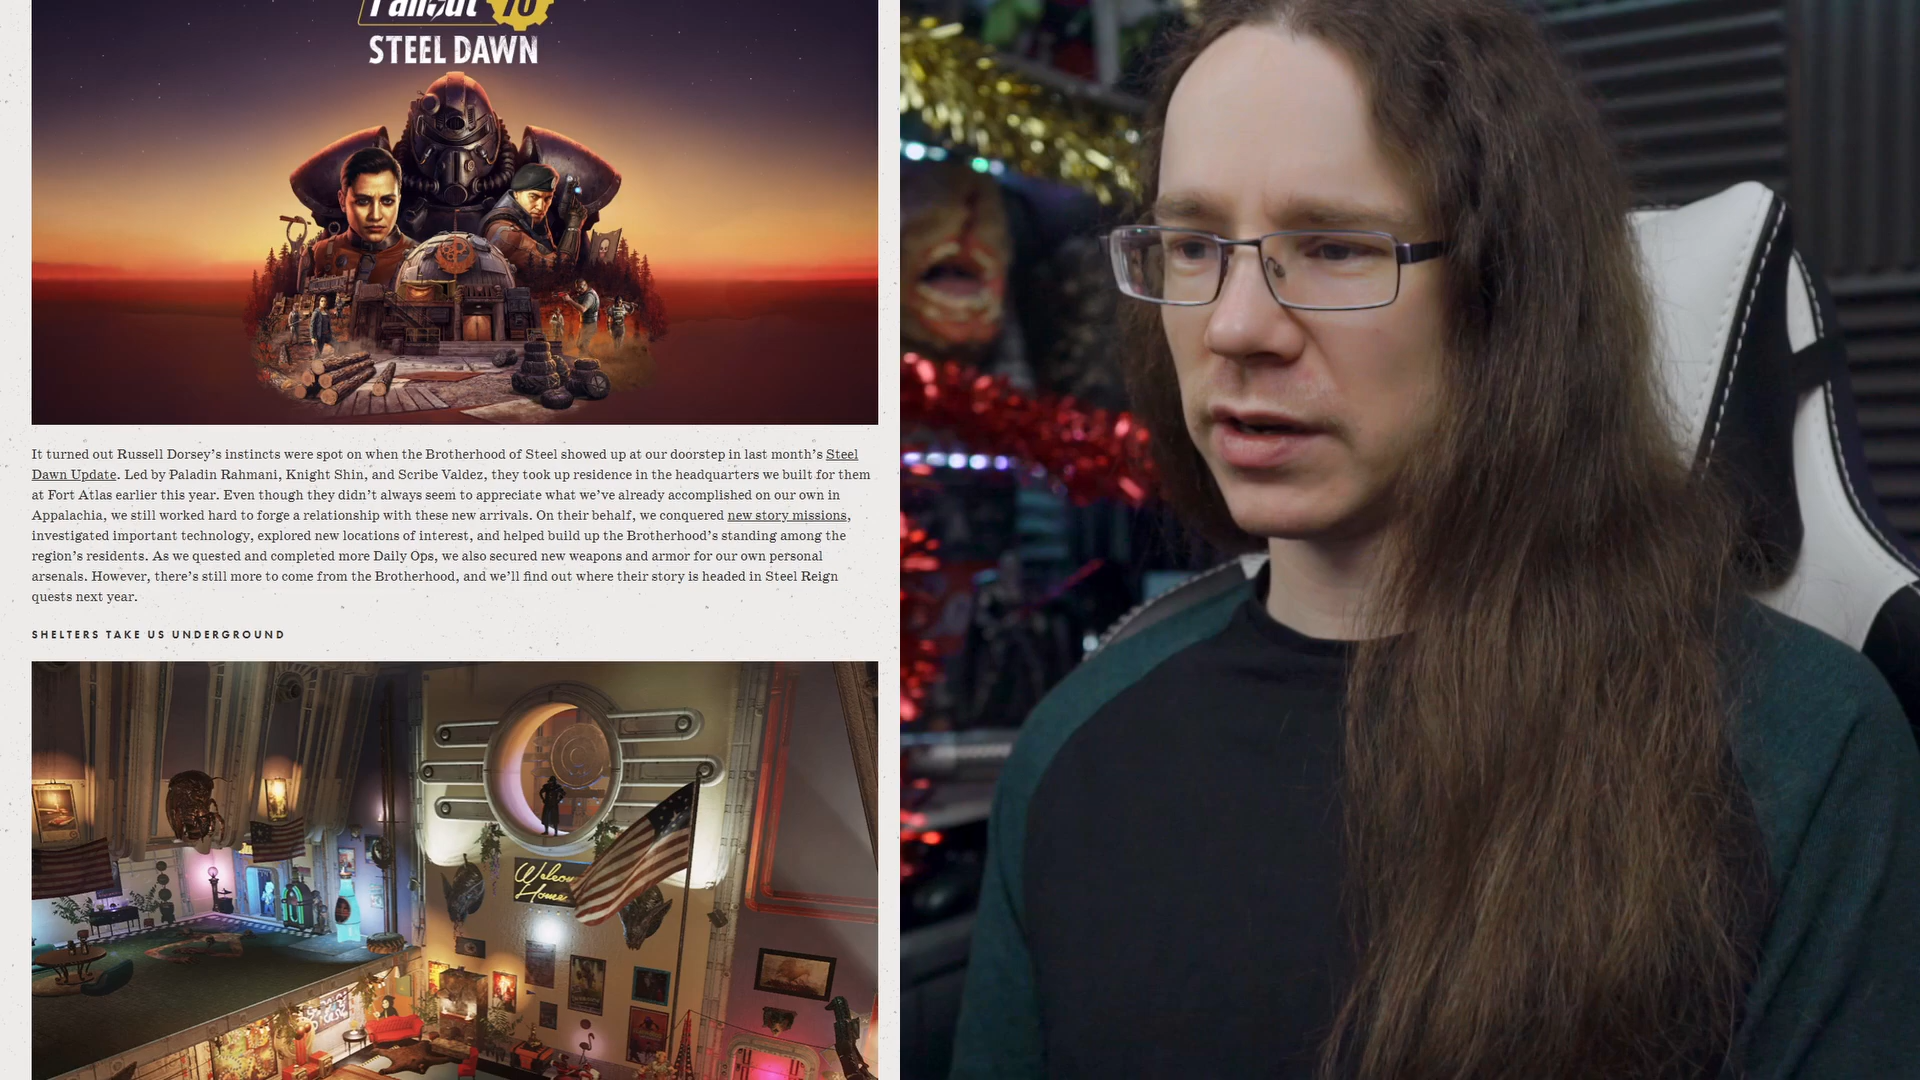 Fallout 76
STEEL DAWN
It turned out Russell Dorsey’s instincts were spot on when the Brotherhood of Steel showed up at our doorstep in last month’s Steel
Dawn Update. Led by Paladin Rahmani, Knight Shin, and Scribe Valdez, they took up residence in the headquarters we built for them
at Fort Atlas earlier this year. Even though they didn’t always seem to appreciate what we’ve already accomplished on our own in
Appalachia, we still worked hard to forge a relationship with these new arrivals. On their behalf, we conquered new story missions,
investigated important technology, explored new locations of interest, and helped build up the Brotherhood’s standing among the
region’s residents. As we quested and completed more Daily Ops, we also secured new weapons and armor for our own personal
arsenals. However, there’s still more to come from the Brotherhood, and we’ll find out where their story is headed in Steel Reign
quests next year.
SHELTERS TAKE US UNDERGROUND
Welcome
Home